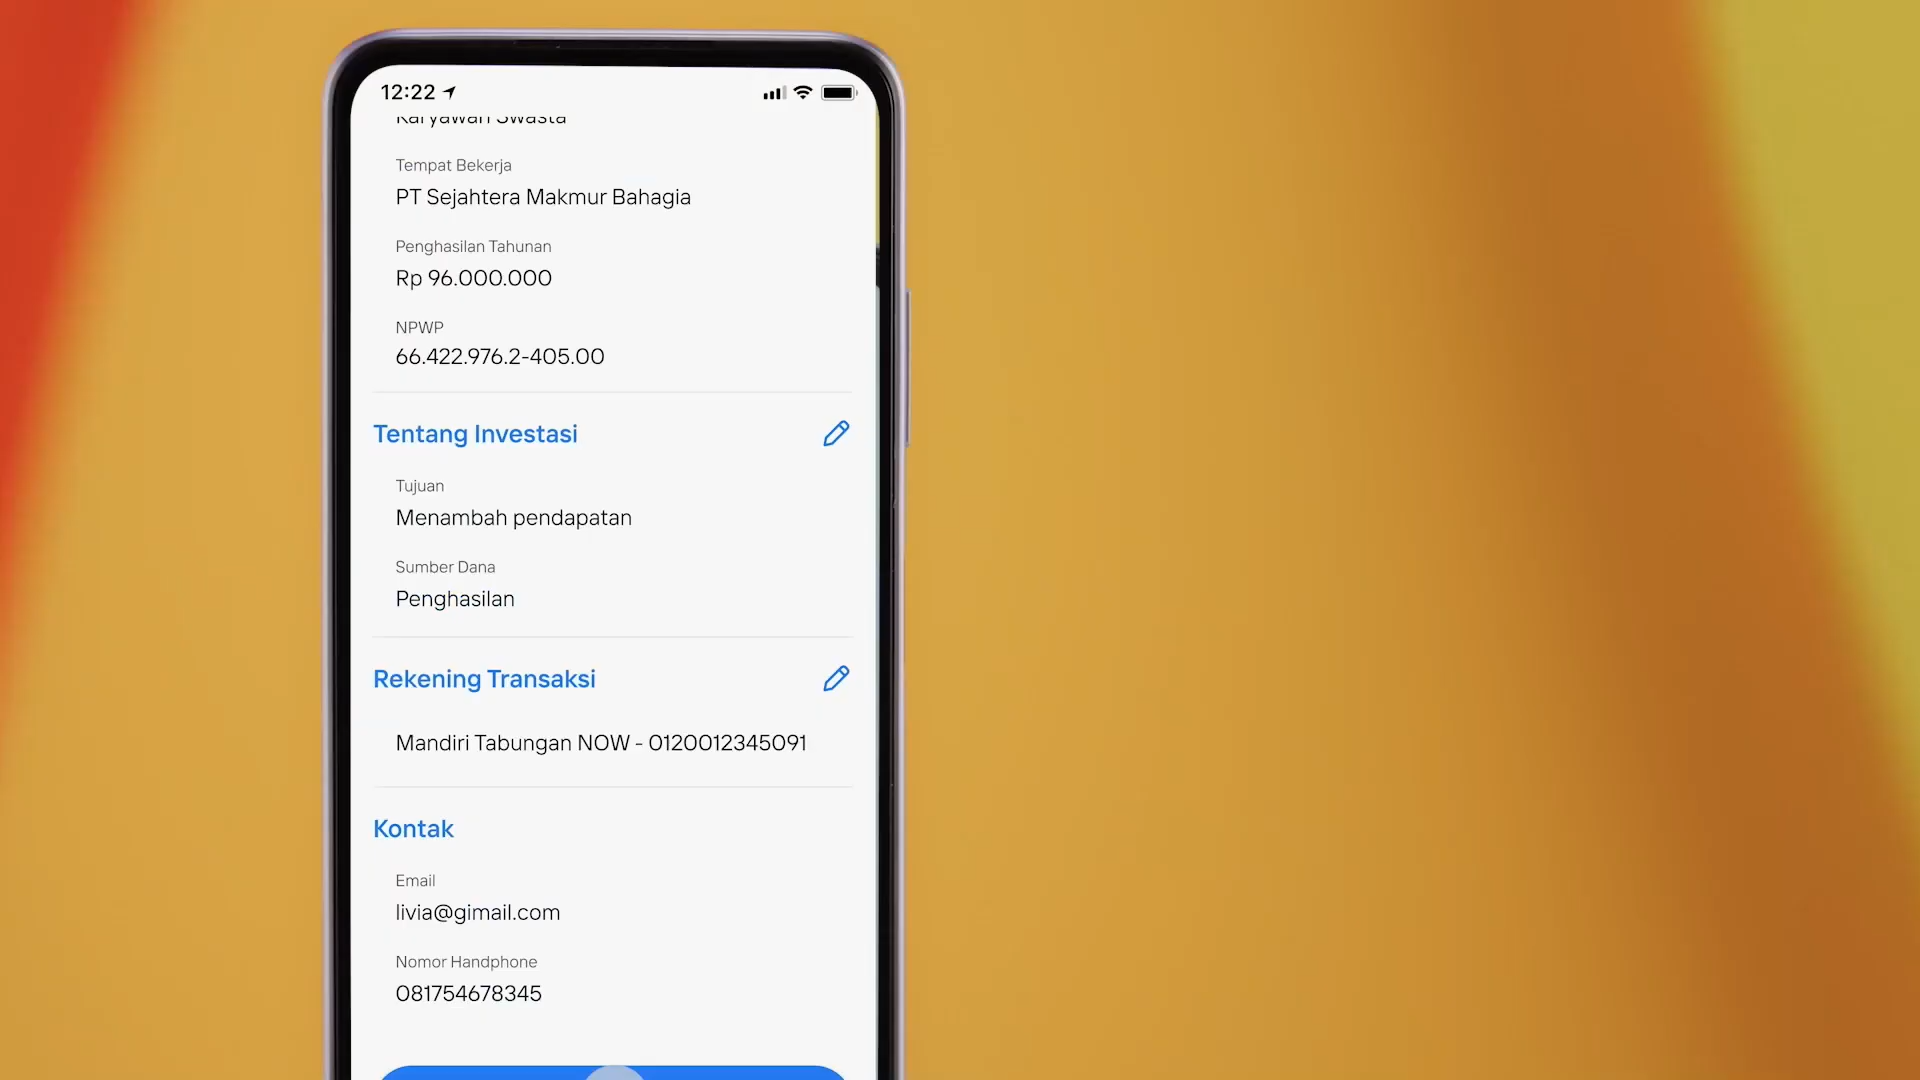 12:22
Karyawan Swasta
Tempat Bekerja
PT Sejahtera Makmur Bahagia
Penghasilan Tahunan
Rp 96.000.000
NPWP
66.422.976.2-405.00
Tentang Investasi
Tujuan
Menambah pendapatan
Sumber Dana
Penghasilan
Rekening Transaksi
Mandiri Tabungan NOW - 0120012345091
Kontak
Email
livia@gimail.com
Nomor Handphone
081754678345